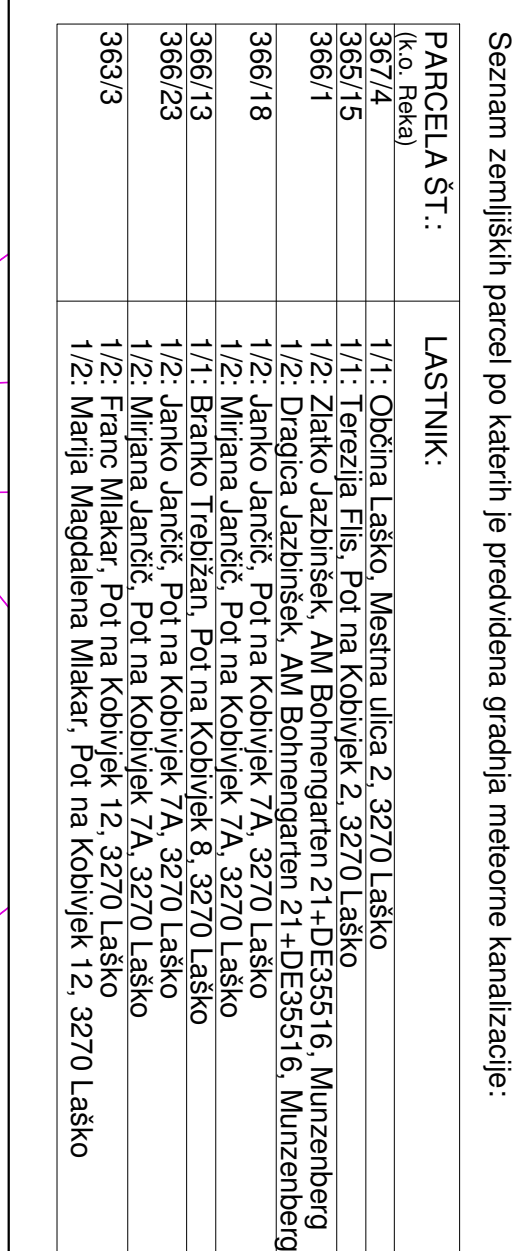 Seznam zemljiških parcel po katerih je predvidena gradnja meteorne kanalizacije:
PARCELA ŠT.: LASTNIK:
(k.o. Reka)
367/4 1/1: Občina Laško, Mestna ulica 2, 3270 Laško
365/15 1/1: Terezija Flis, Pot na Kobivjek 2, 3270 Laško
366/1 1/2: Zlatko Jazbinšek, AM Bohnengarten 21+DE35516, Munzenberg
1/2: Dragica Jazbinšek, AM Bohnengarten 21+DE35516, Munzenberg
366/18 1/2: Janko Jančič, Pot na Kobivjek 7A, 3270 Laško
1/2: Mirjana Jančič, Pot na Kobivjek 7A, 3270 Laško
366/13 1/1: Branko Trebižan, Pot na Kobivjek 8, 3270 Laško
366/23 1/2: Janko Jančič, Pot na Kobivjek 7A, 3270 Laško
1/2: Mirjana Jančič, Pot na Kobivjek 7A, 3270 Laško
363/3 1/2: Franc Mlakar, Pot na Kobivjek 12, 3270 Laško
1/2: Marija Magdalena Mlakar, Pot na Kobivjek 12, 3270 Laško